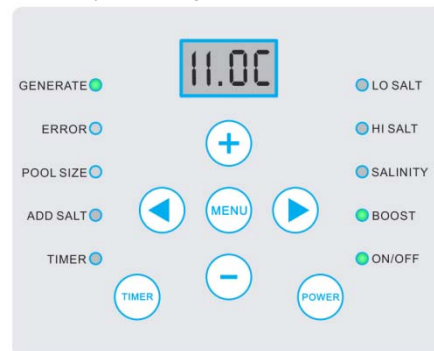 11.0C
GENERATE
ERROR
POOL SIZE
ADD SALT
TIMER
LO SALT
HI SALT
SALINITY
BOOST
ON/OFF
+
MENU
−
TIMER
POWER